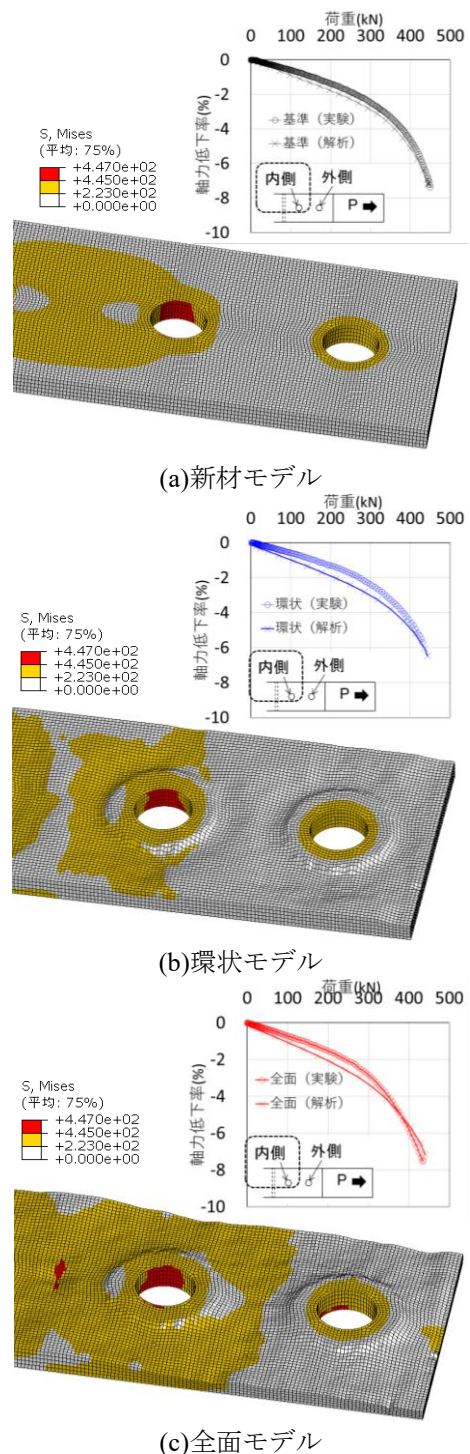 荷重(kN)
0 100 200 300 400 500
0
-2
-4
-6
-8
-10
軸力低下率(%)
基準（実験）
基準（解析）
内側 外側
P
S, Mises
(平均: 75%)
+4.470e+02
+4.450e+02
+2.230e+02
+0.000e+00
(a)新材モデル
荷重(kN)
0 100 200 300 400 500
0
-2
-4
-6
-8
-10
軸力低下率(%)
環状（実験）
環状（解析）
内側 外側
P
S, Mises
(平均: 75%)
+4.470e+02
+4.450e+02
+2.230e+02
+0.000e+00
(b)環状モデル
荷重(kN)
0 100 200 300 400 500
0
-2
-4
-6
-8
-10
軸力低下率(%)
全面（実験）
全面（解析）
内側 外側
P
S, Mises
(平均: 75%)
+4.470e+02
+4.450e+02
+2.230e+02
+0.000e+00
(c)全面モデル